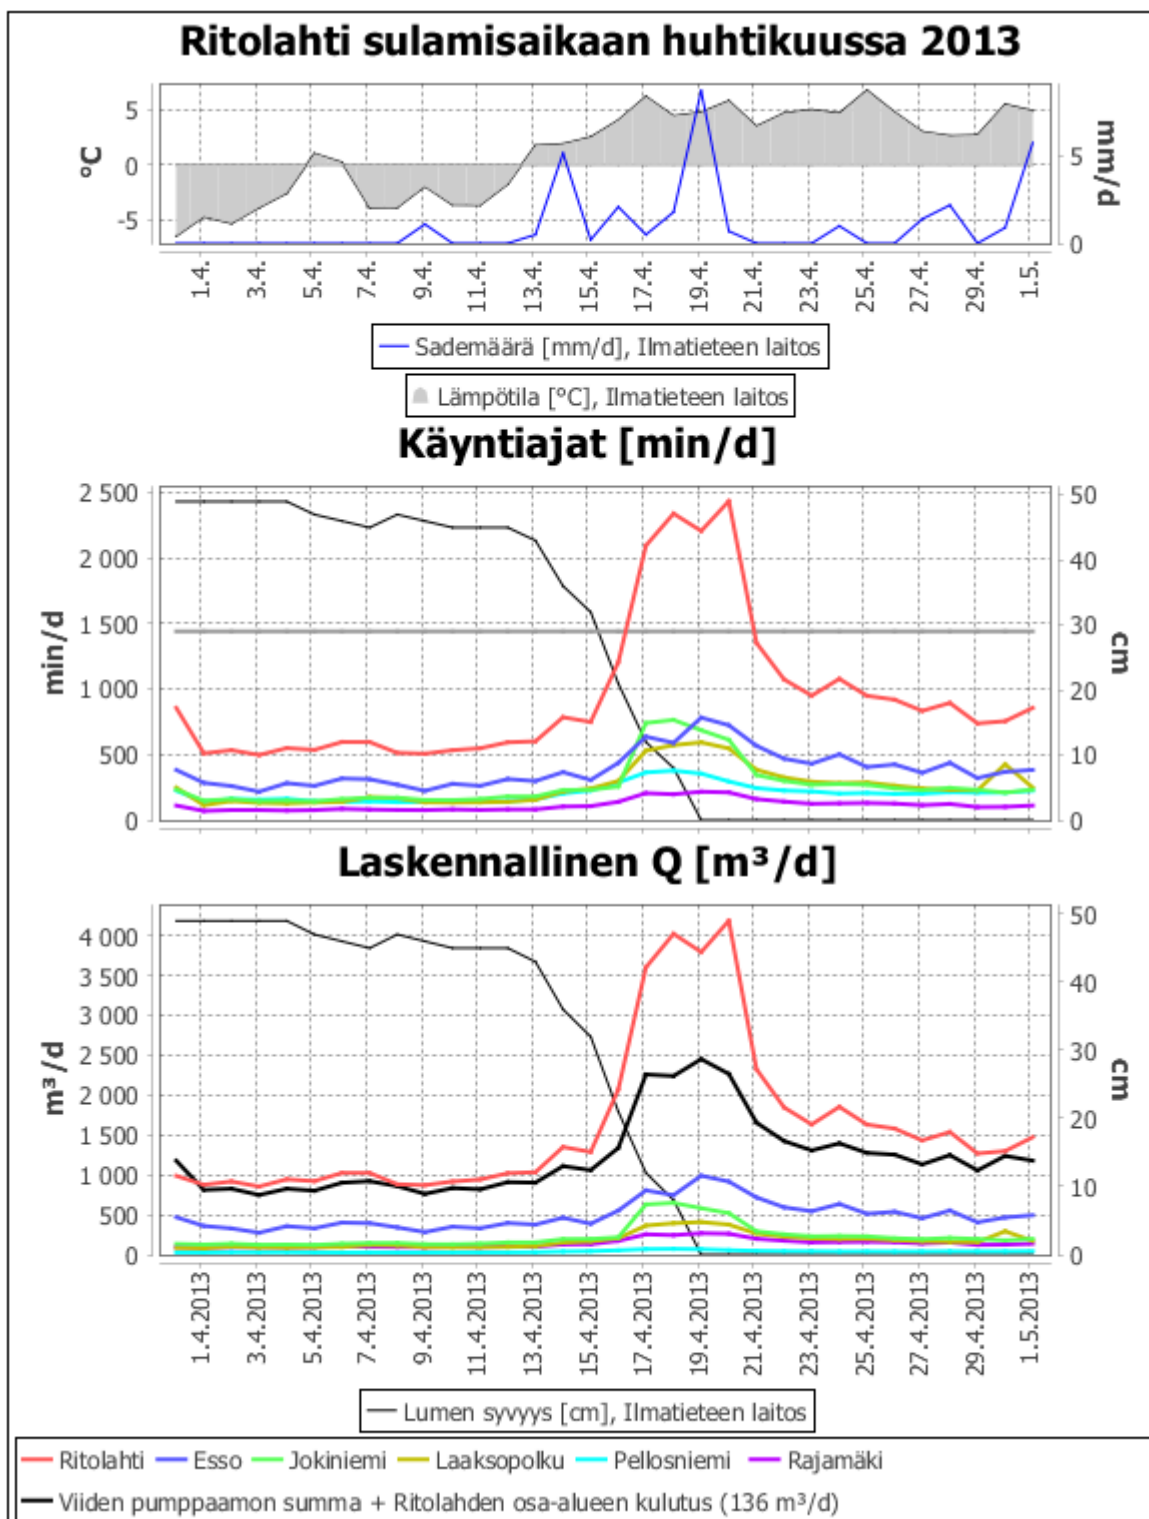 Ritolahti sulamisaikaan huhtikuussa 2013
°C
5
0
-5
mm/d
5
0
1.4. 3.4. 5.4. 7.4. 9.4. 11.4. 13.4. 15.4. 17.4. 19.4. 21.4. 23.4. 25.4. 27.4. 29.4. 1.5.
Sademäärä [mm/d], Ilmatieteen laitos
Lämpötila [°C], Ilmatieteen laitos
Käyntiajat [min/d]
min/d
2 500
2 000
1 500
1 000
500
0
cm
50
40
30
20
10
0
Laskennallinen Q [m³/d]
m³/d
4 000
3 500
3 000
2 500
2 000
1 500
1 000
500
0
cm
50
40
30
20
10
0
1.4.2013 3.4.2013 5.4.2013 7.4.2013 9.4.2013 11.4.2013 13.4.2013 15.4.2013 17.4.2013 19.4.2013 21.4.2013 23.4.2013 25.4.2013 27.4.2013 29.4.2013 1.5.2013
Lumen syvyys [cm], Ilmatieteen laitos
Ritolahti Esso Jokiniemi Laaksopolku Pellosniemi Rajamäki
Viiden pumppaamon summa + Ritolahden osa-alueen kulutus (136 m³/d)